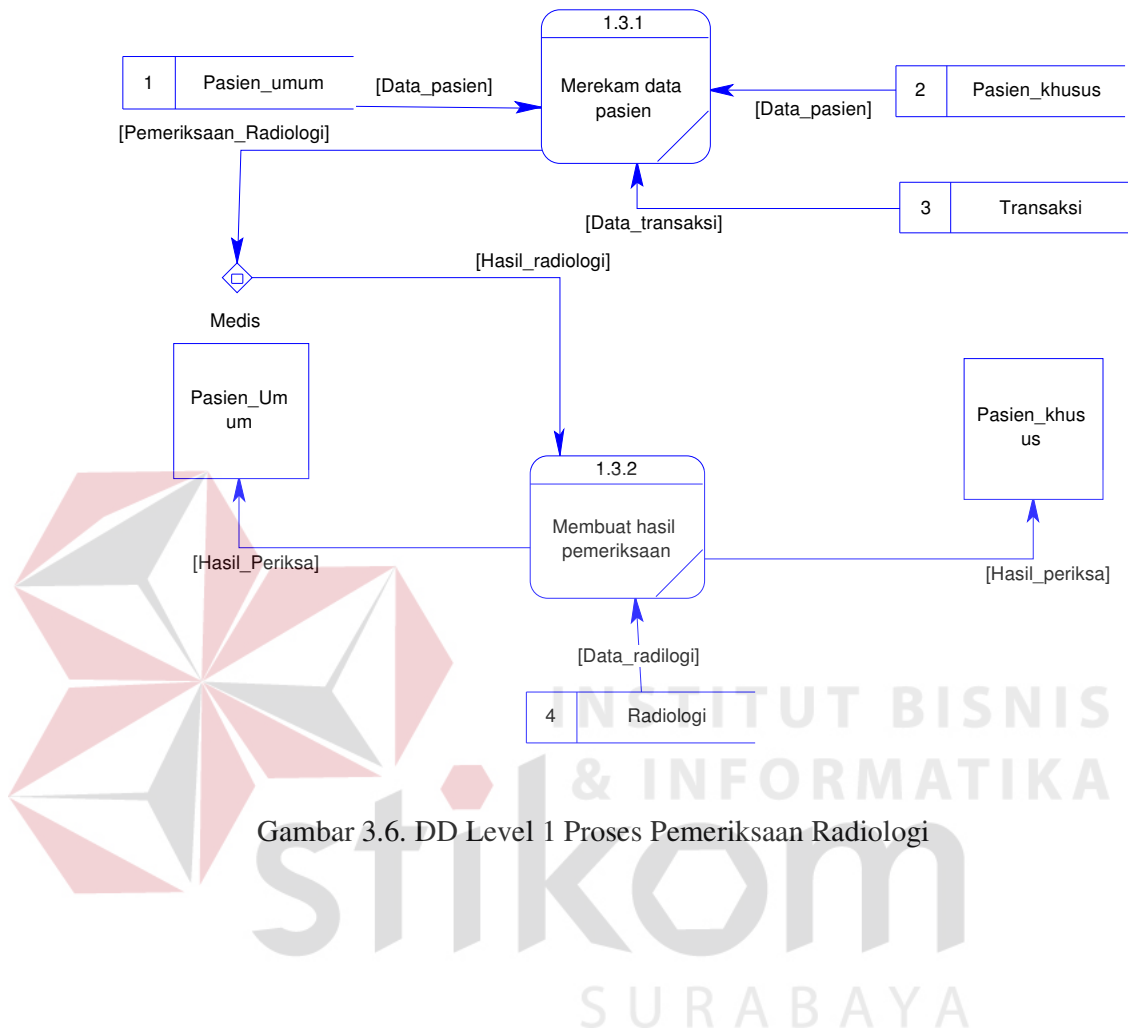 1.3.1
Merekam data
pasien
1
Pasien_umum
[Data_pasien]
[Data_pasien]
2
Pasien_khusus
[Pemeriksaan_Radiologi]
3
Transaksi
[Data_transaksi]
[Hasil_radiologi]
Medis
Pasien_Um
um
Pasien_khus
us
1.3.2
Membuat hasil
pemeriksaan
[Hasil_Periksa]
[Hasil_periksa]
[Data_radilogi]
4
Radiologi
INSTITUT BISNIS
& INFORMATIKA
Gambar 3.6. DD Level 1 Proses Pemeriksaan Radiologi
stikom
SURABAYA